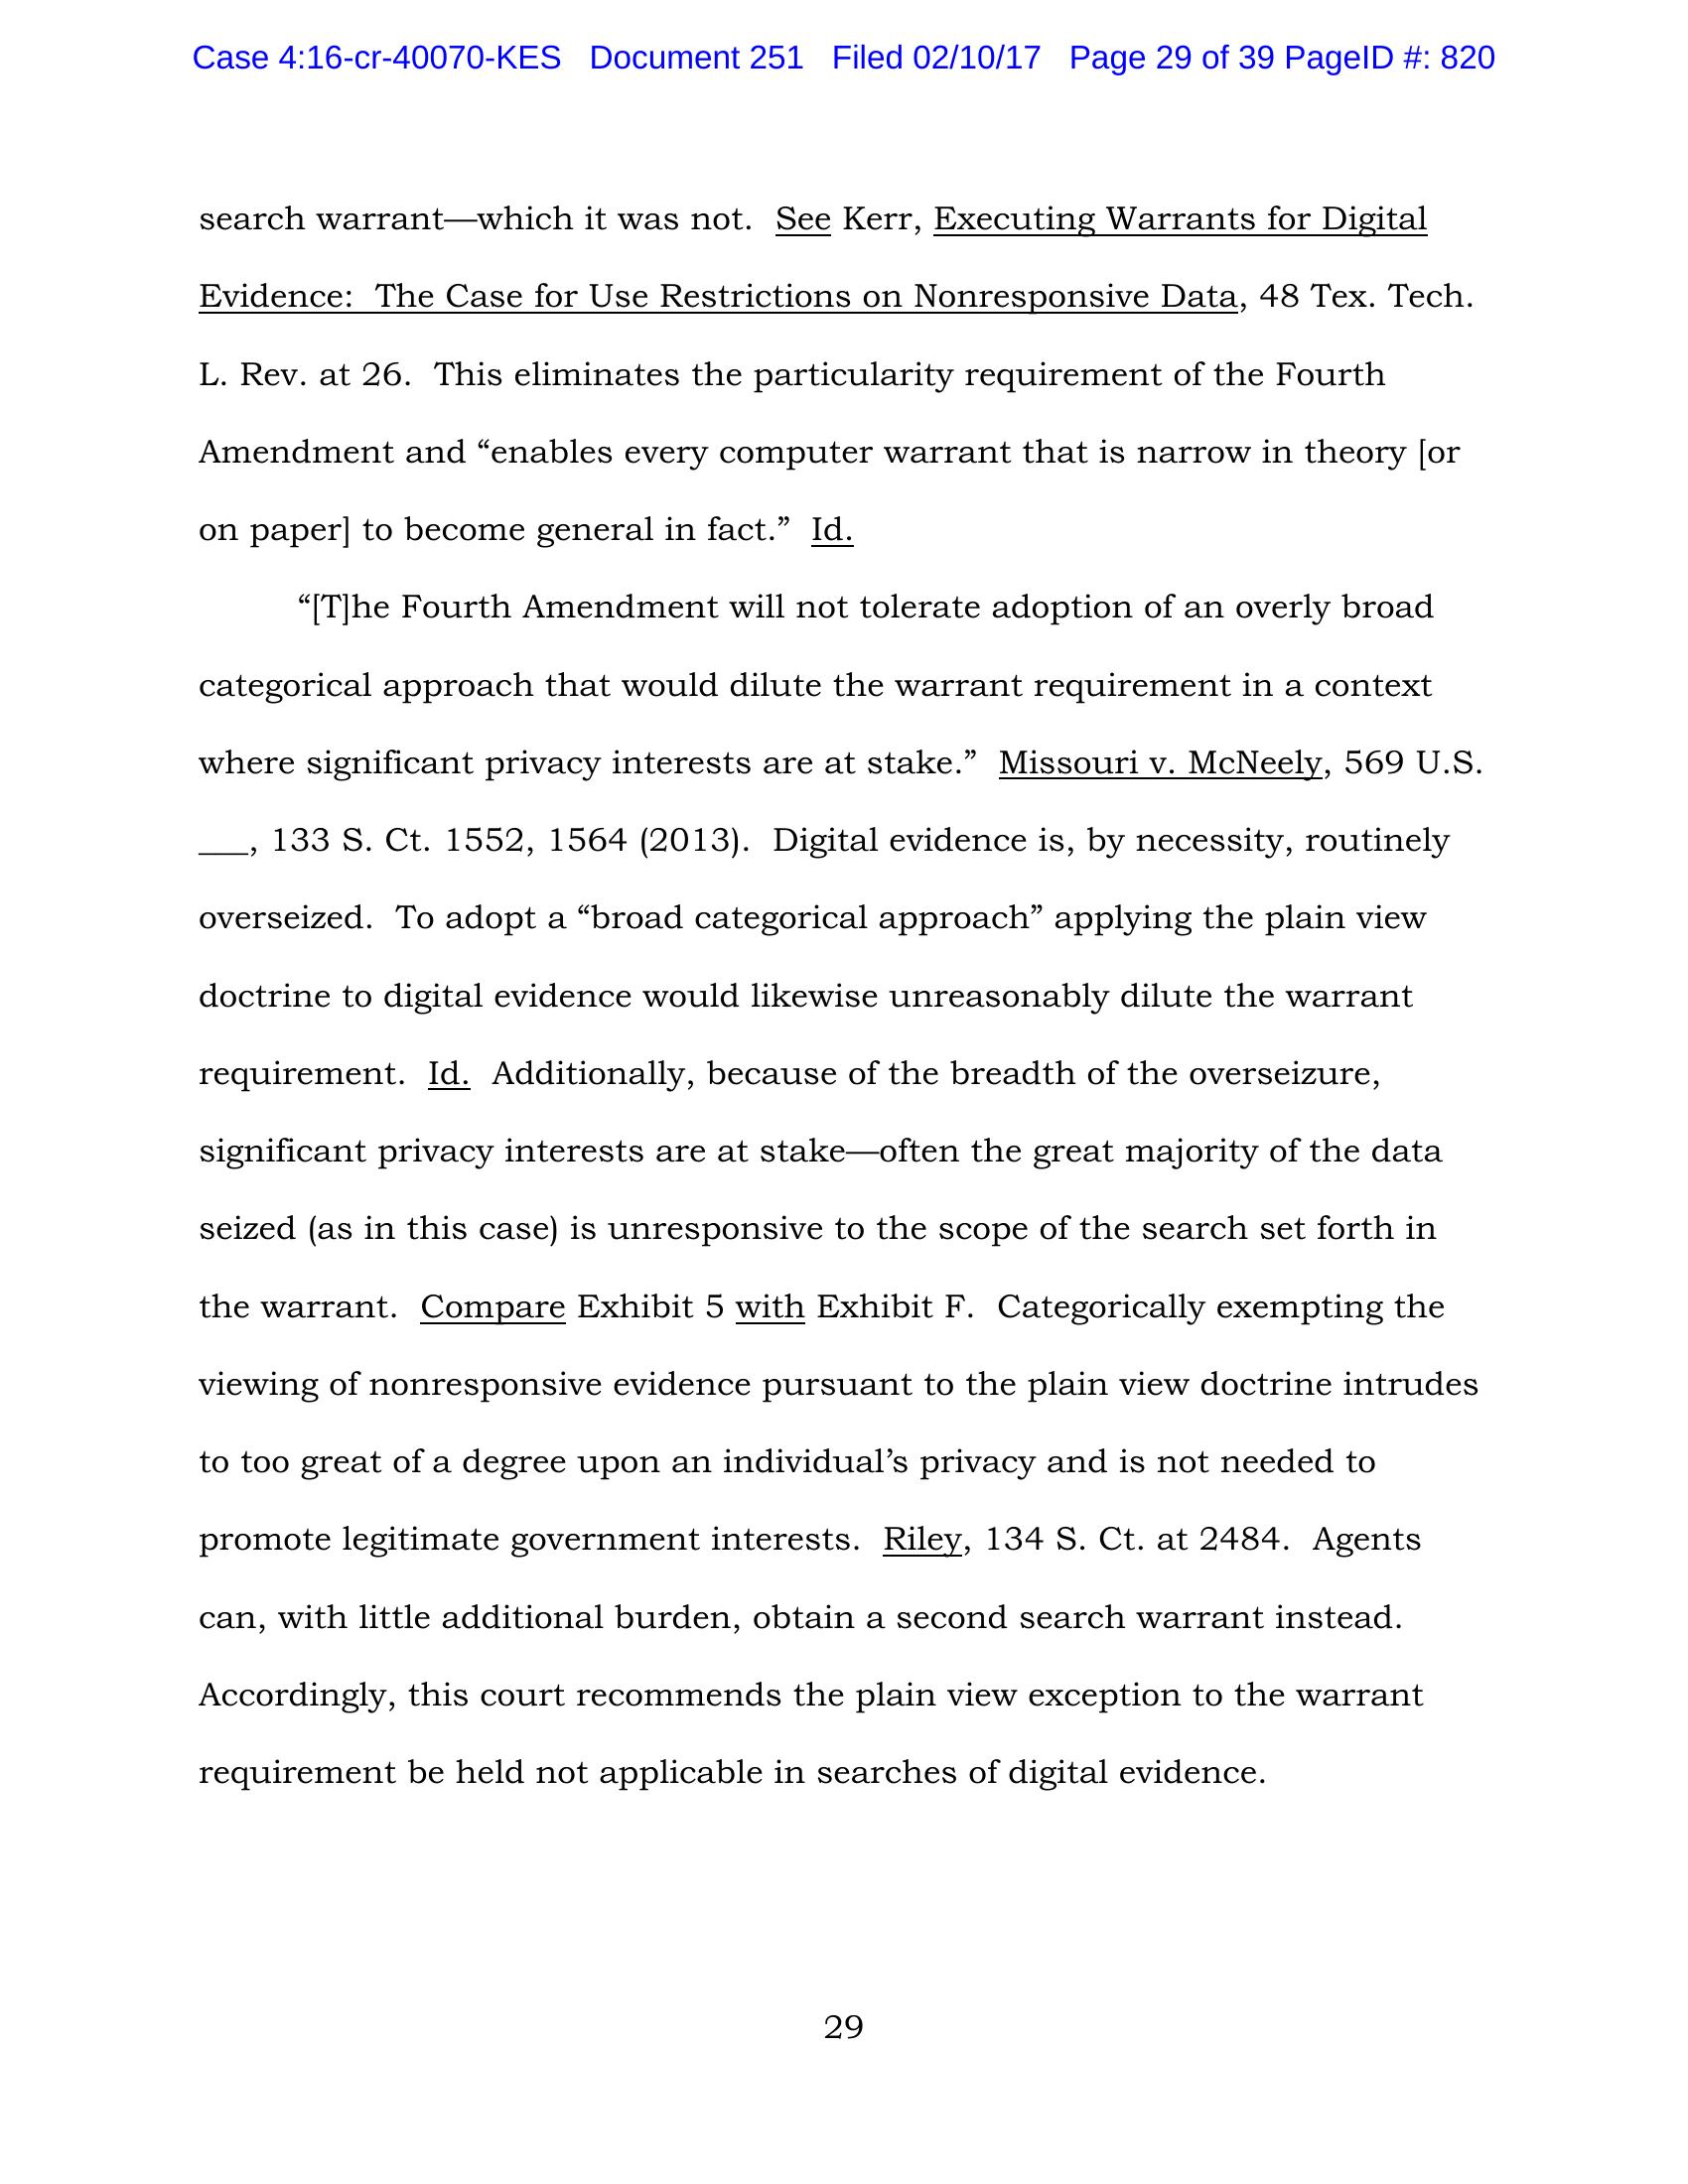 Case 4:16-cr-40070-KES   Document 251   Filed 02/10/17   Page 29 of 39 PageID #: 820
search warrant—which it was not.  See Kerr, Executing Warrants for Digital
Evidence:  The Case for Use Restrictions on Nonresponsive Data, 48 Tex. Tech.
L. Rev. at 26.  This eliminates the particularity requirement of the Fourth
Amendment and “enables every computer warrant that is narrow in theory [or
on paper] to become general in fact.”  Id.
“[T]he Fourth Amendment will not tolerate adoption of an overly broad
categorical approach that would dilute the warrant requirement in a context
where significant privacy interests are at stake.”  Missouri v. McNeely, 569 U.S.
___, 133 S. Ct. 1552, 1564 (2013).  Digital evidence is, by necessity, routinely
overseized.  To adopt a “broad categorical approach” applying the plain view
doctrine to digital evidence would likewise unreasonably dilute the warrant
requirement.  Id.  Additionally, because of the breadth of the overseizure,
significant privacy interests are at stake—often the great majority of the data
seized (as in this case) is unresponsive to the scope of the search set forth in
the warrant.  Compare Exhibit 5 with Exhibit F.  Categorically exempting the
viewing of nonresponsive evidence pursuant to the plain view doctrine intrudes
to too great of a degree upon an individual’s privacy and is not needed to
promote legitimate government interests.  Riley, 134 S. Ct. at 2484.  Agents
can, with little additional burden, obtain a second search warrant instead.
Accordingly, this court recommends the plain view exception to the warrant
requirement be held not applicable in searches of digital evidence.
29